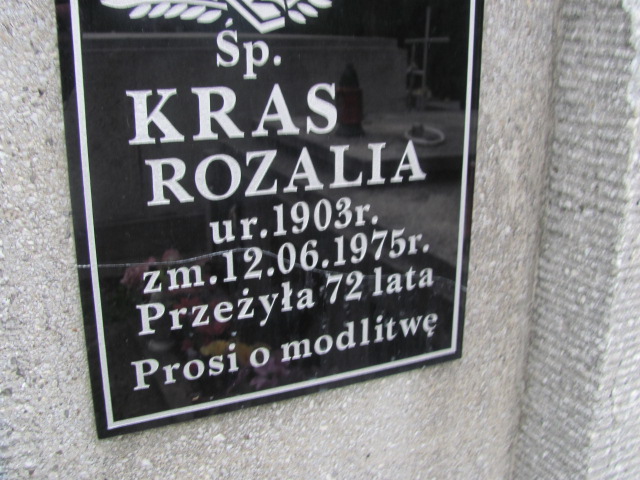 Śp.
KRAS
ROZALIA
ur.1903r.
zm.12.06.1975r.
Przeżyła 72 lata
Prosi o modlitwę